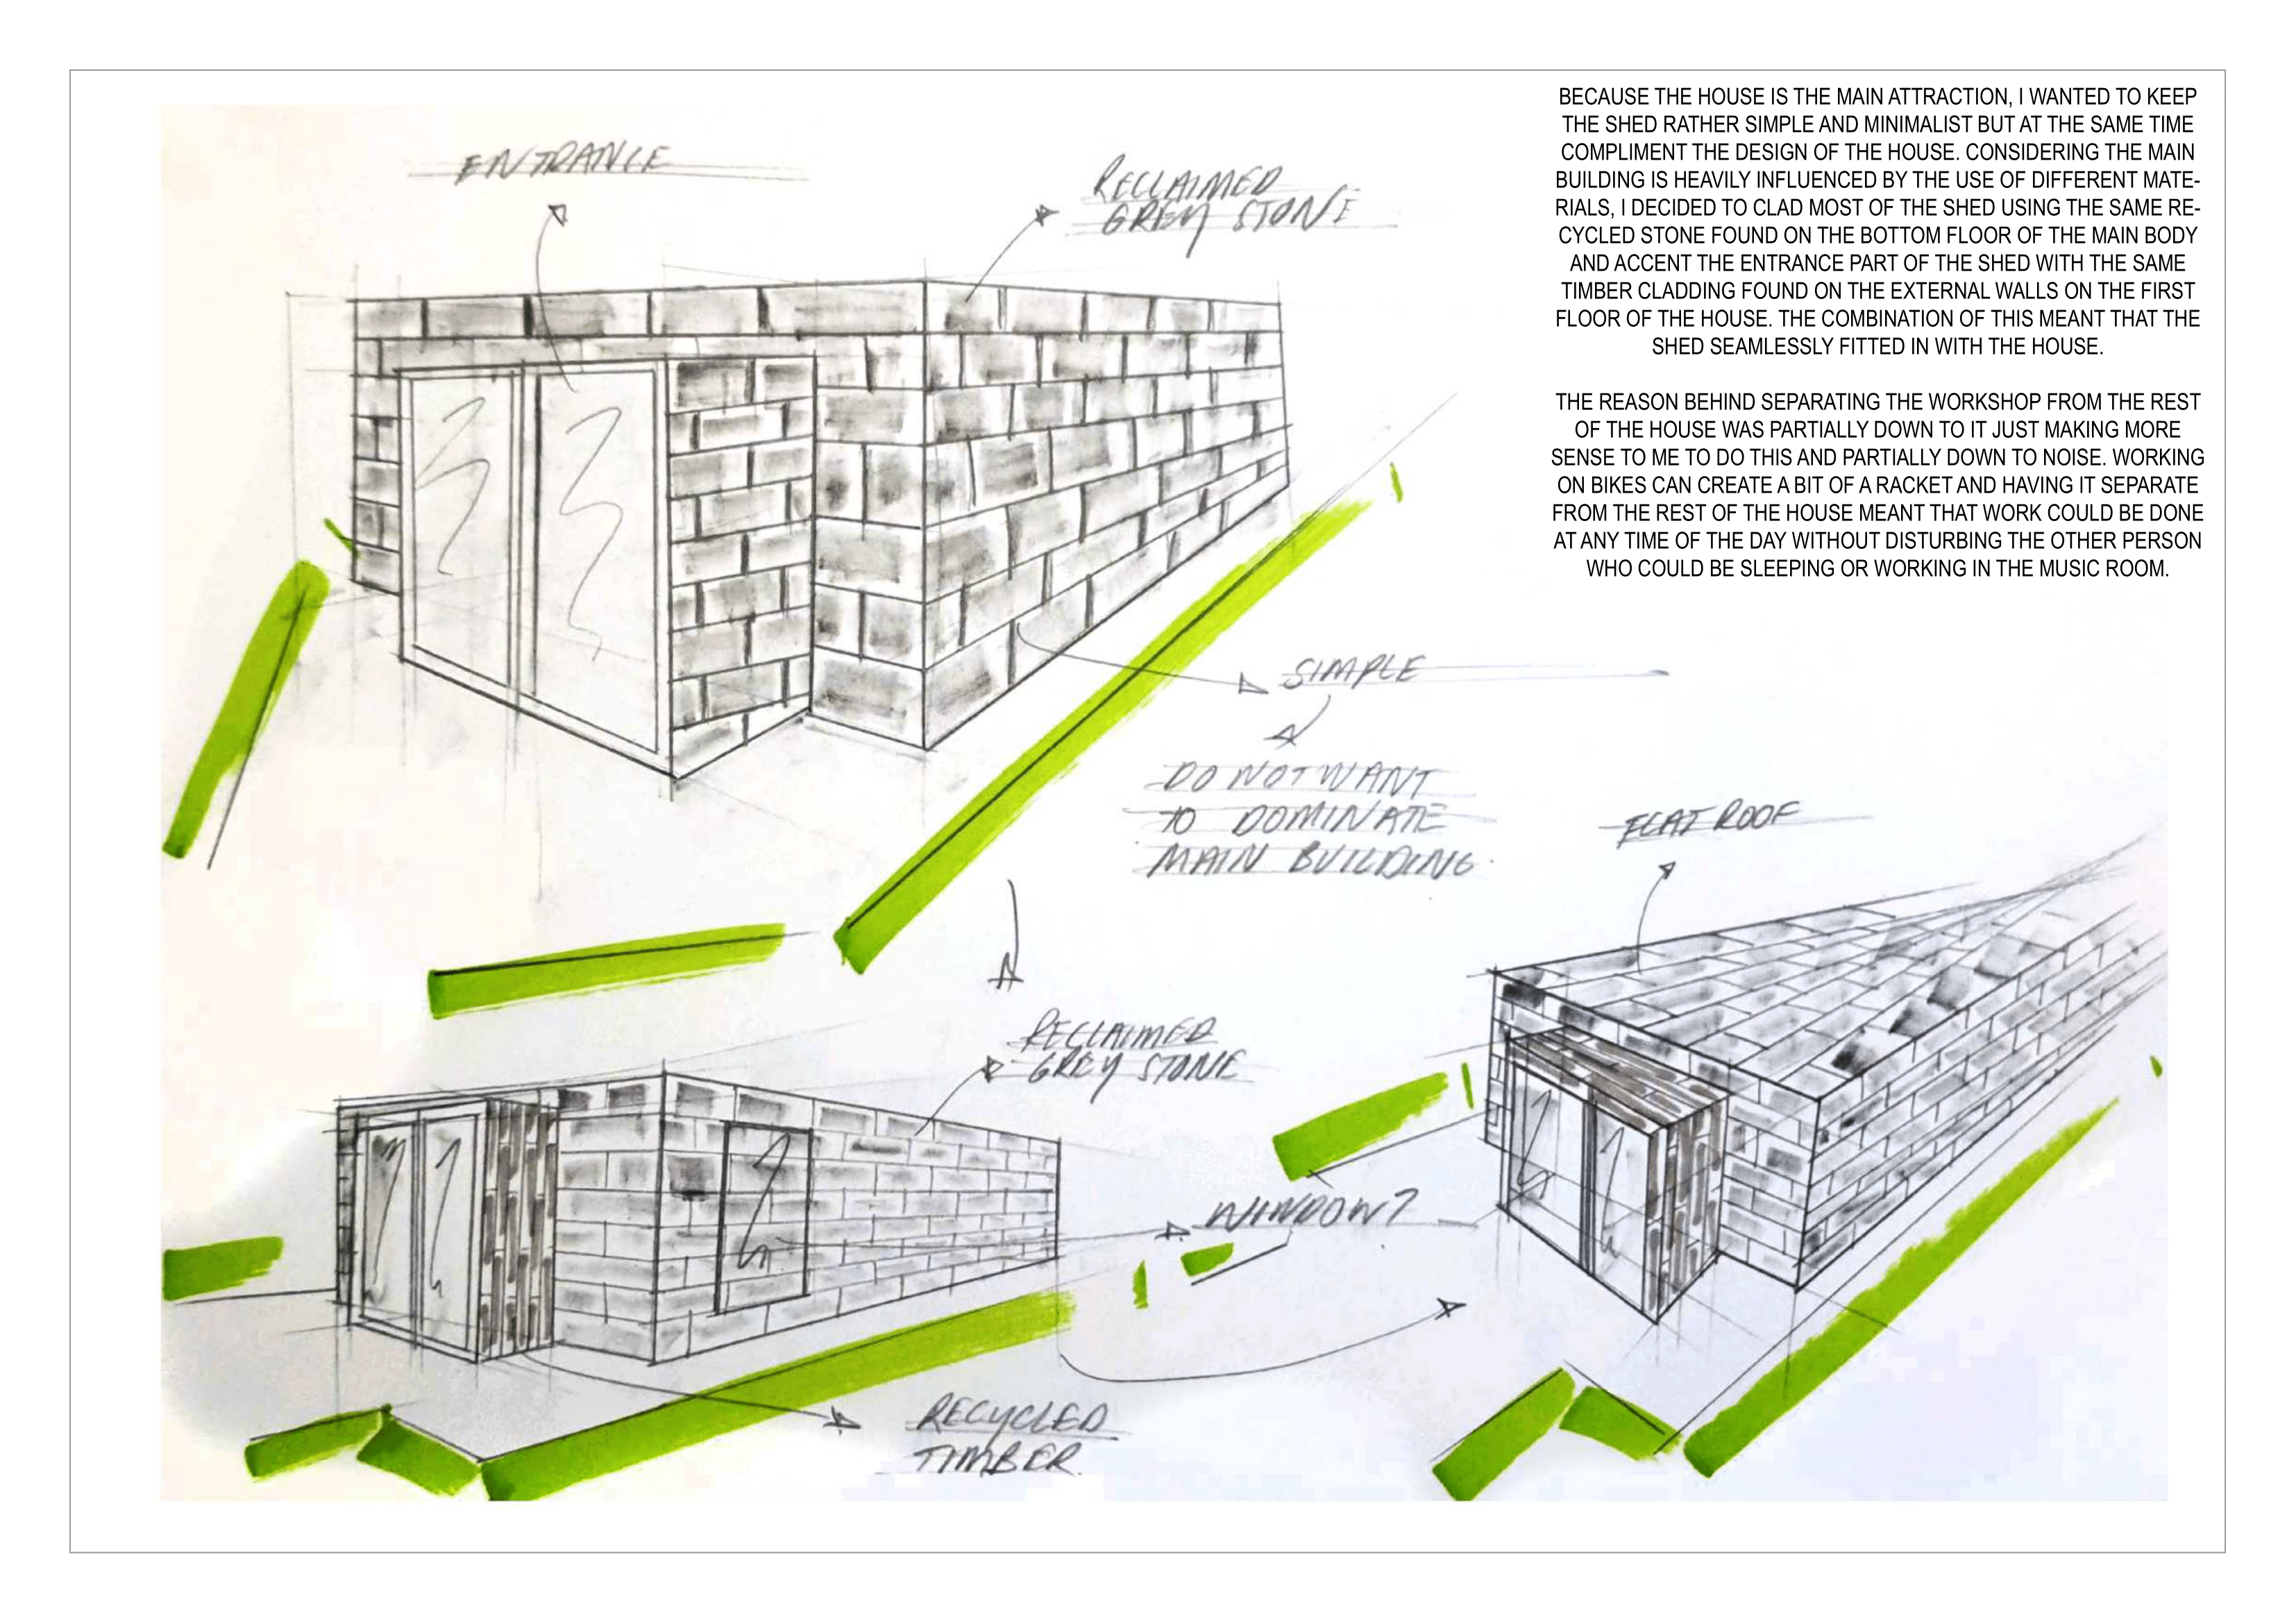 BECAUSE THE HOUSE IS THE MAIN ATTRACTION, I WANTED TO KEEP
THE SHED RATHER SIMPLE AND MINIMALIST BUT AT THE SAME TIME
COMPLIMENT THE DESIGN OF THE HOUSE. CONSIDERING THE MAIN
BUILDING IS HEAVILY INFLUENCED BY THE USE OF DIFFERENT MATE-
RIALS, I DECIDED TO CLAD MOST OF THE SHED USING THE SAME RE-
CYCLED STONE FOUND ON THE BOTTOM FLOOR OF THE MAIN BODY
AND ACCENT THE ENTRANCE PART OF THE SHED WITH THE SAME
TIMBER CLADDING FOUND ON THE EXTERNAL WALLS ON THE FIRST
FLOOR OF THE HOUSE. THE COMBINATION OF THIS MEANT THAT THE
SHED SEAMLESSLY FITTED IN WITH THE HOUSE.
THE REASON BEHIND SEPARATING THE WORKSHOP FROM THE REST
OF THE HOUSE WAS PARTIALLY DOWN TO IT JUST MAKING MORE
SENSE TO ME TO DO THIS AND PARTIALLY DOWN TO NOISE. WORKING
ON BIKES CAN CREATE A BIT OF A RACKET AND HAVING IT SEPARATE
FROM THE REST OF THE HOUSE MEANT THAT WORK COULD BE DONE
AT ANY TIME OF THE DAY WITHOUT DISTURBING THE OTHER PERSON
WHO COULD BE SLEEPING OR WORKING IN THE MUSIC ROOM.
ENTRANCE
RECLAIMED
GREY STONE
SIMPLE
DO NOT WANT
TO DOMINATE
MAIN BUILDING.
FLAT ROOF
RECLAIMED
GREY STONE
WINDOW?
RECYCLED
TIMBER.